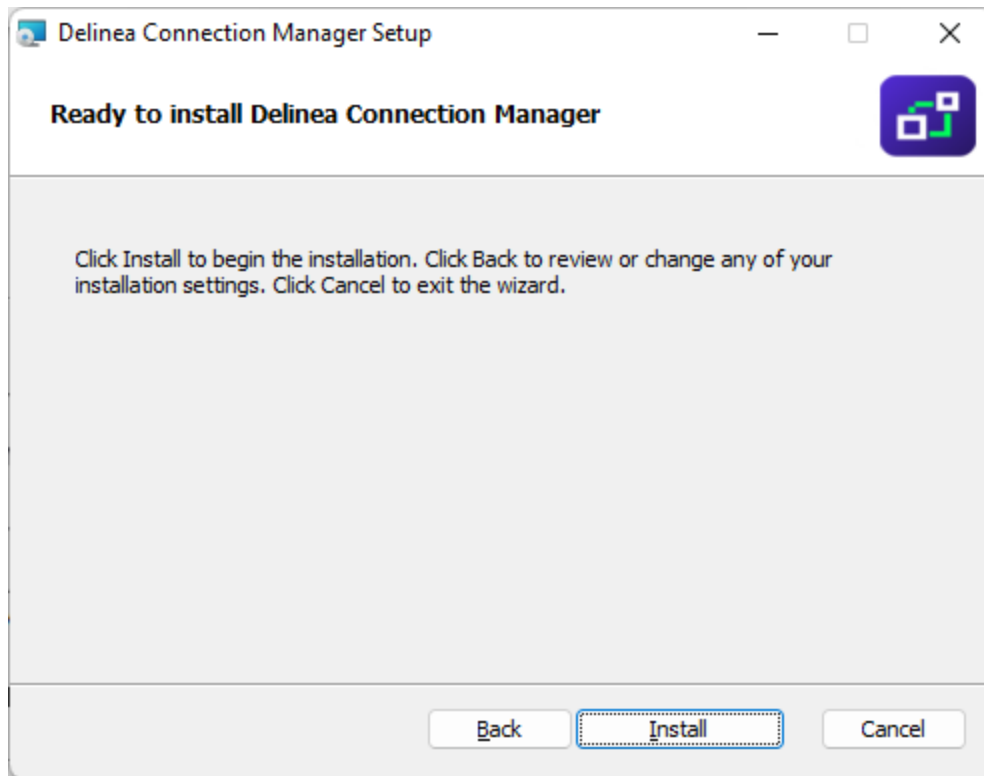 Delinea Connection Manager Setup
Ready to install Delinea Connection Manager
Click Install to begin the installation. Click Back to review or change any of your
installation settings. Click Cancel to exit the wizard.
Back Install Cancel